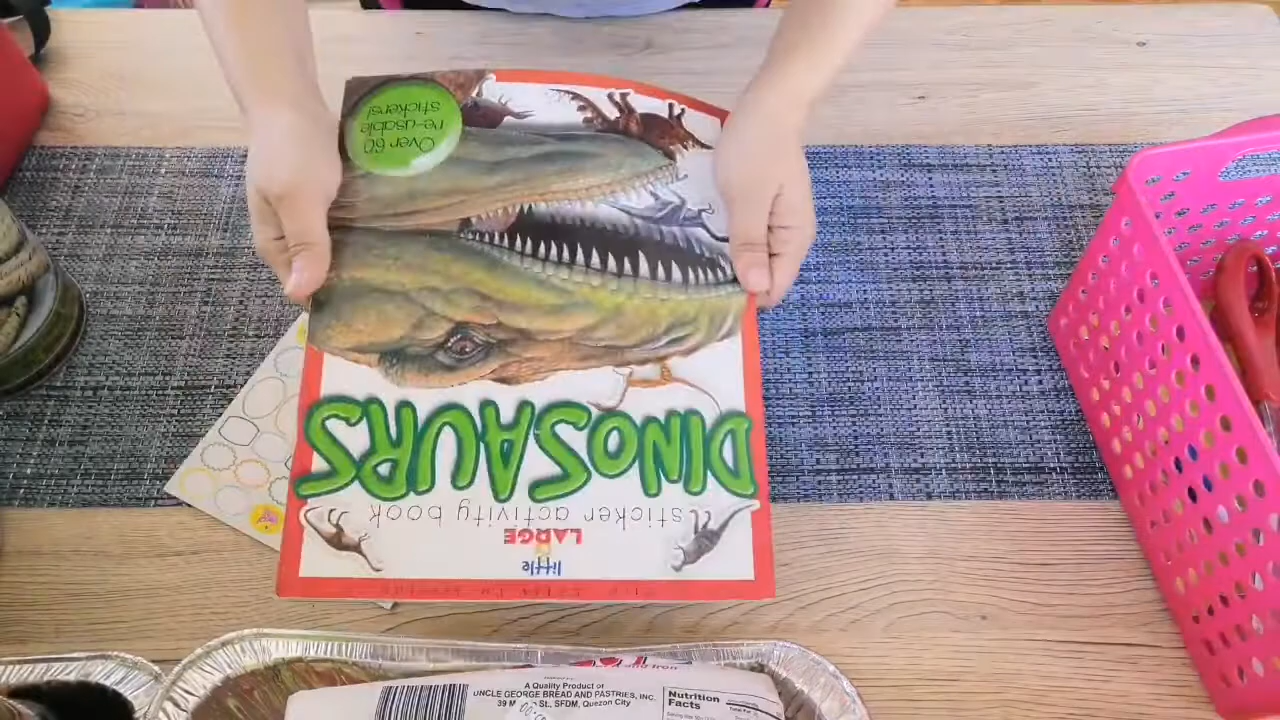 little
LARGE
sticker activity book
DINOSAURS
Over 60
re-usable
stickers!
A Quality Product of
UNCLE GEORGE BREAD AND PASTRIES, INC.
SFDM, Quezon City
Nutrition
Facts